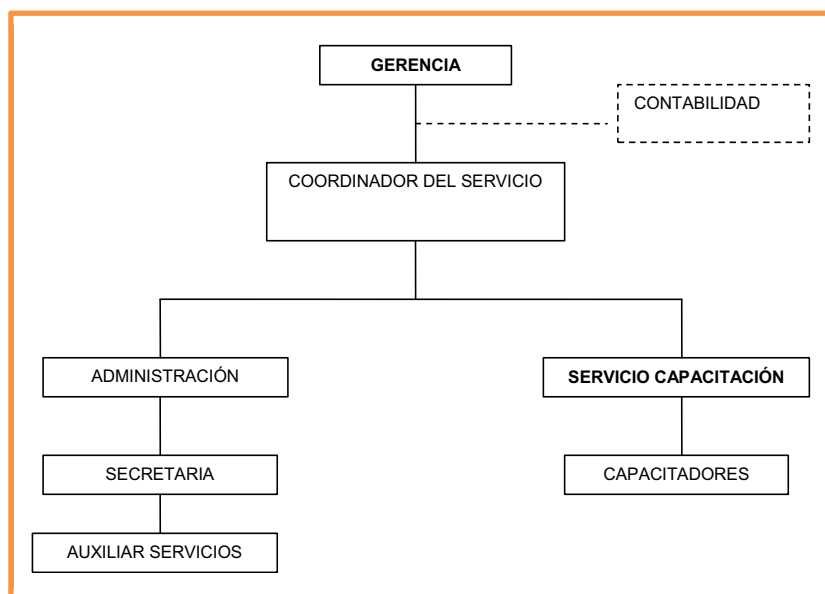 GERENCIA
CONTABILIDAD
COORDINADOR DEL SERVICIO
ADMINISTRACIÓN
SERVICIO CAPACITACIÓN
SECRETARIA
CAPACITADORES
AUXILIAR SERVICIOS